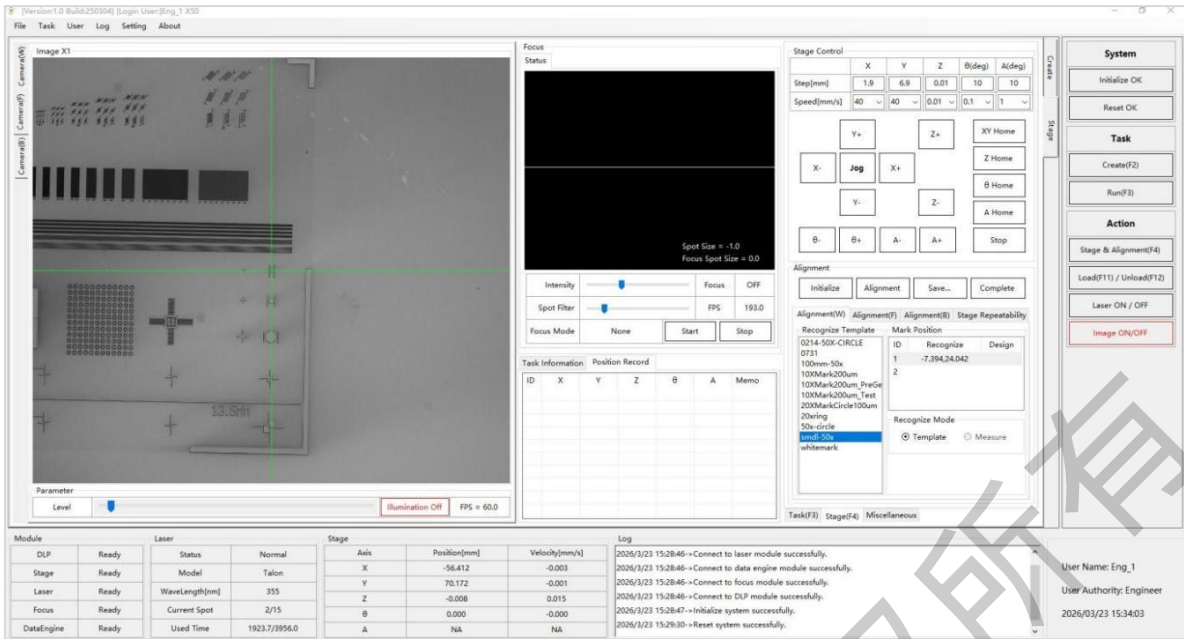 [Version:1.0 Build:250304] [Login User:]Eng_1 X50
File Task User Log Setting About
Camera(W)
Camera(F)
Camera(B)
Image X1
13.5nm
Parameter
Level Illumination Off FPS = 60.0
Focus
Status
Spot Size = -1.0
Focus Spot Size = 0.0
Intensity Focus OFF
Spot Filter FPS 193.0
Focus Mode None Start Stop
Task Information Position Record
ID X Y Z θ A Memo
Stage Control
X Y Z θ(deg) A(deg)
Step[mm] 1.9 6.9 0.01 10 10
Speed[mm/s] 40 40 0.01 0.1 1
Y+ Z+ XY Home
X- Jog X+ Z Home
θ Home
Y- Z- A Home
θ- θ+ A- A+ Stop
Alignment
Initialize Alignment Save... Complete
Alignment(W) Alignment(F) Alignment(B) Stage Repeatability
Recognize Template
0214-50X-CIRCLE
0731
100mm-50x
10XMark200um
10XMark200um_PreGe
10XMark200um_Test
20XMarkCircle100um
20xring
50x-circle
smdl-50x
whitemark
Mark Position
ID Recognize Design
1 -7.394,24.042
2
Recognize Mode
Template Measure
Task(F3) Stage(F4) Miscellaneous
Create
Stage
System
Initialize OK
Reset OK
Task
Create(F2)
Run(F3)
Action
Stage & Alignment(F4)
Load(F11) / Unload(F12)
Laser ON / OFF
Image ON/OFF
Module
DLP Ready
Stage Ready
Laser Ready
Focus Ready
DataEngine Ready
Laser
Status Normal
Model Talon
WaveLength[nm] 355
Current Spot 2/15
Used Time 1923.7/3956.0
Stage
Axis Position[mm] Velocity[mm/s]
X -56.412 -0.003
Y 70.172 -0.001
Z -0.008 0.015
θ 0.000 -0.000
A NA NA
Log
2026/3/23 15:28:46->Connect to laser module successfully.
2026/3/23 15:28:46->Connect to data engine module successfully.
2026/3/23 15:28:46->Connect to focus module successfully.
2026/3/23 15:28:46->Connect to DLP module successfully.
2026/3/23 15:28:47->Initialize system successfully.
2026/3/23 15:29:30->Reset system successfully.
User Name: Eng_1
User Authority: Engineer
2026/03/23 15:34:03
所有